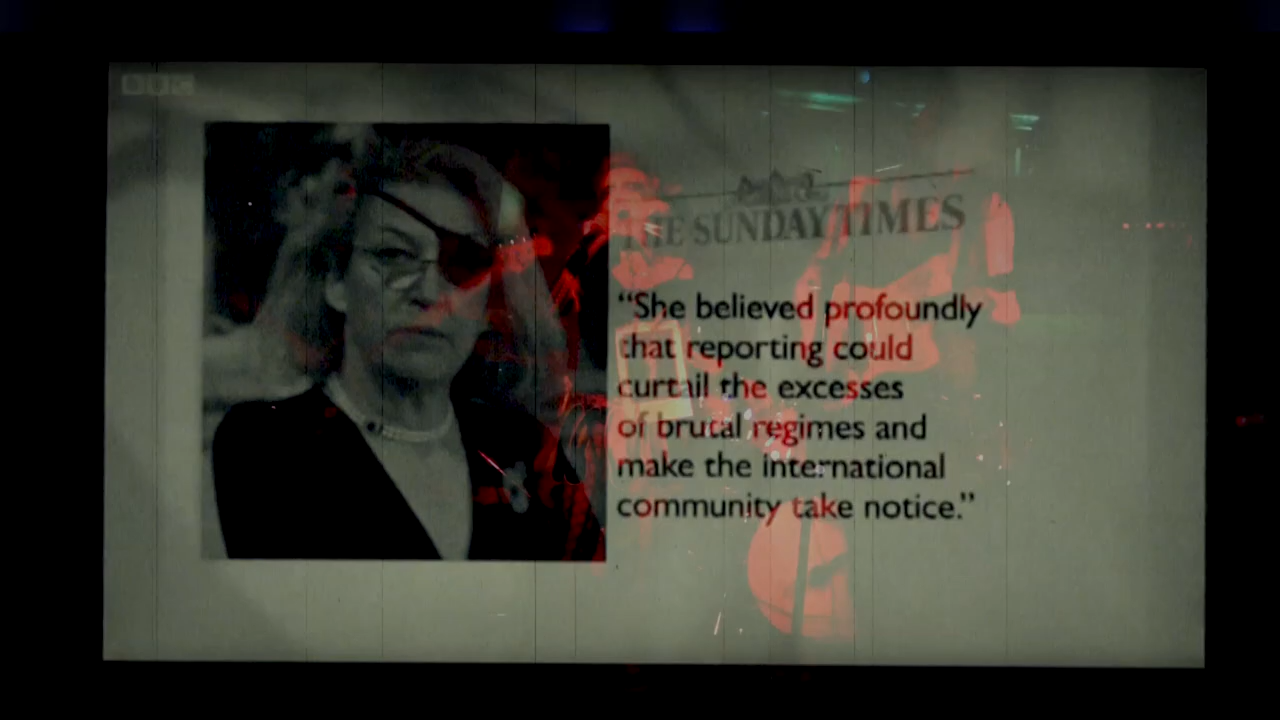 BBC
THE SUNDAY TIMES
“She believed profoundly
that reporting could
curtail the excesses
of brutal regimes and
make the international
community take notice.”